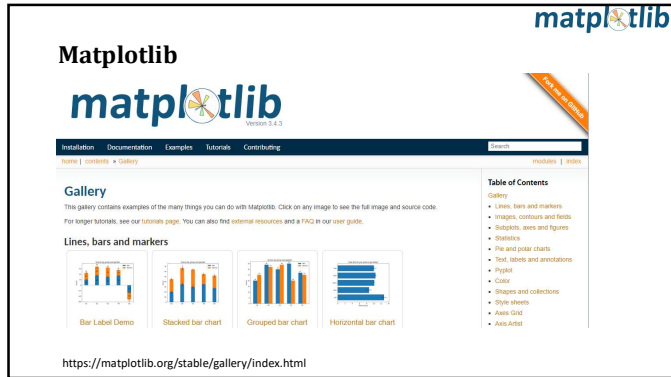 matplotlib
Matplotlib
matplotlib
Version 3.4.3
Fork me on GitHub
Installation Documentation Examples Tutorials Contributing
Search
home | contents » Gallery
modules | index
Gallery
This gallery contains examples of the many things you can do with Matplotlib. Click on any image to see the full image and source code.
For longer tutorials, see our tutorials page. You can also find external resources and a FAQ in our user guide.
Lines, bars and markers
Bar Label Demo
Stacked bar chart
Grouped bar chart
Horizontal bar chart
Table of Contents
Gallery
• Lines, bars and markers
• Images, contours and fields
• Subplots, axes and figures
• Statistics
• Pie and polar charts
• Text, labels and annotations
• Pyplot
• Color
• Shapes and collections
• Style sheets
• Axes Grid
• Axis Artist
https://matplotlib.org/stable/gallery/index.html